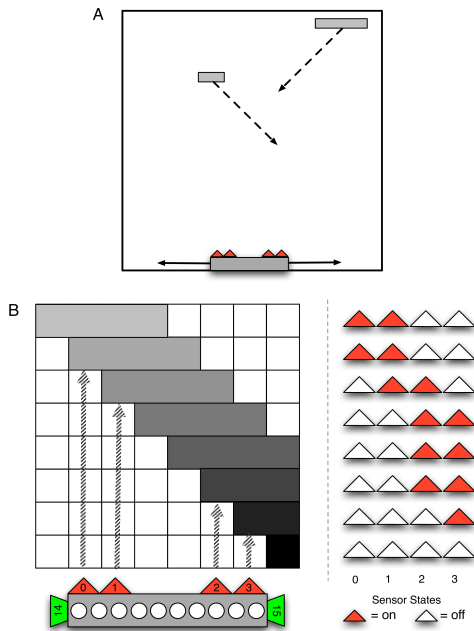 A
B
0 1 2 3
14 15
0 1 2 3
Sensor States
= on = off